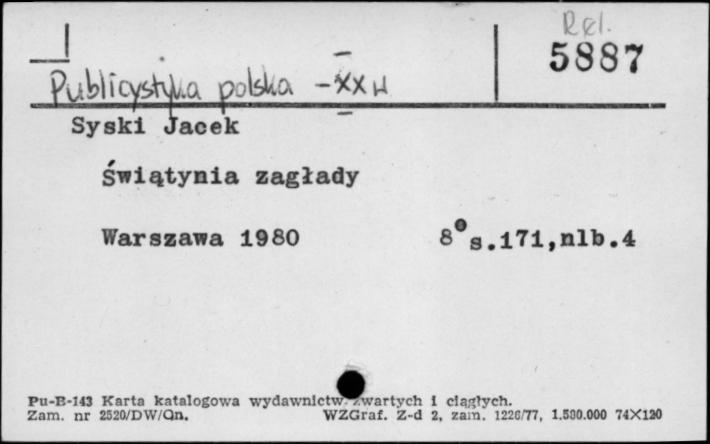 Rel.
5887
Publicystyka polska - XX w
Syski Jacek
Świątynia zagłady
Warszawa 1980 8° s.171,nlb.4
Pu-B-143 Karta katalogowa wydawnictw zwartych i ciągłych.
Zam. nr 2520/DW/Qn. WZGraf. Z-d 2, zam. 1226/77, 1.580.000 74X120